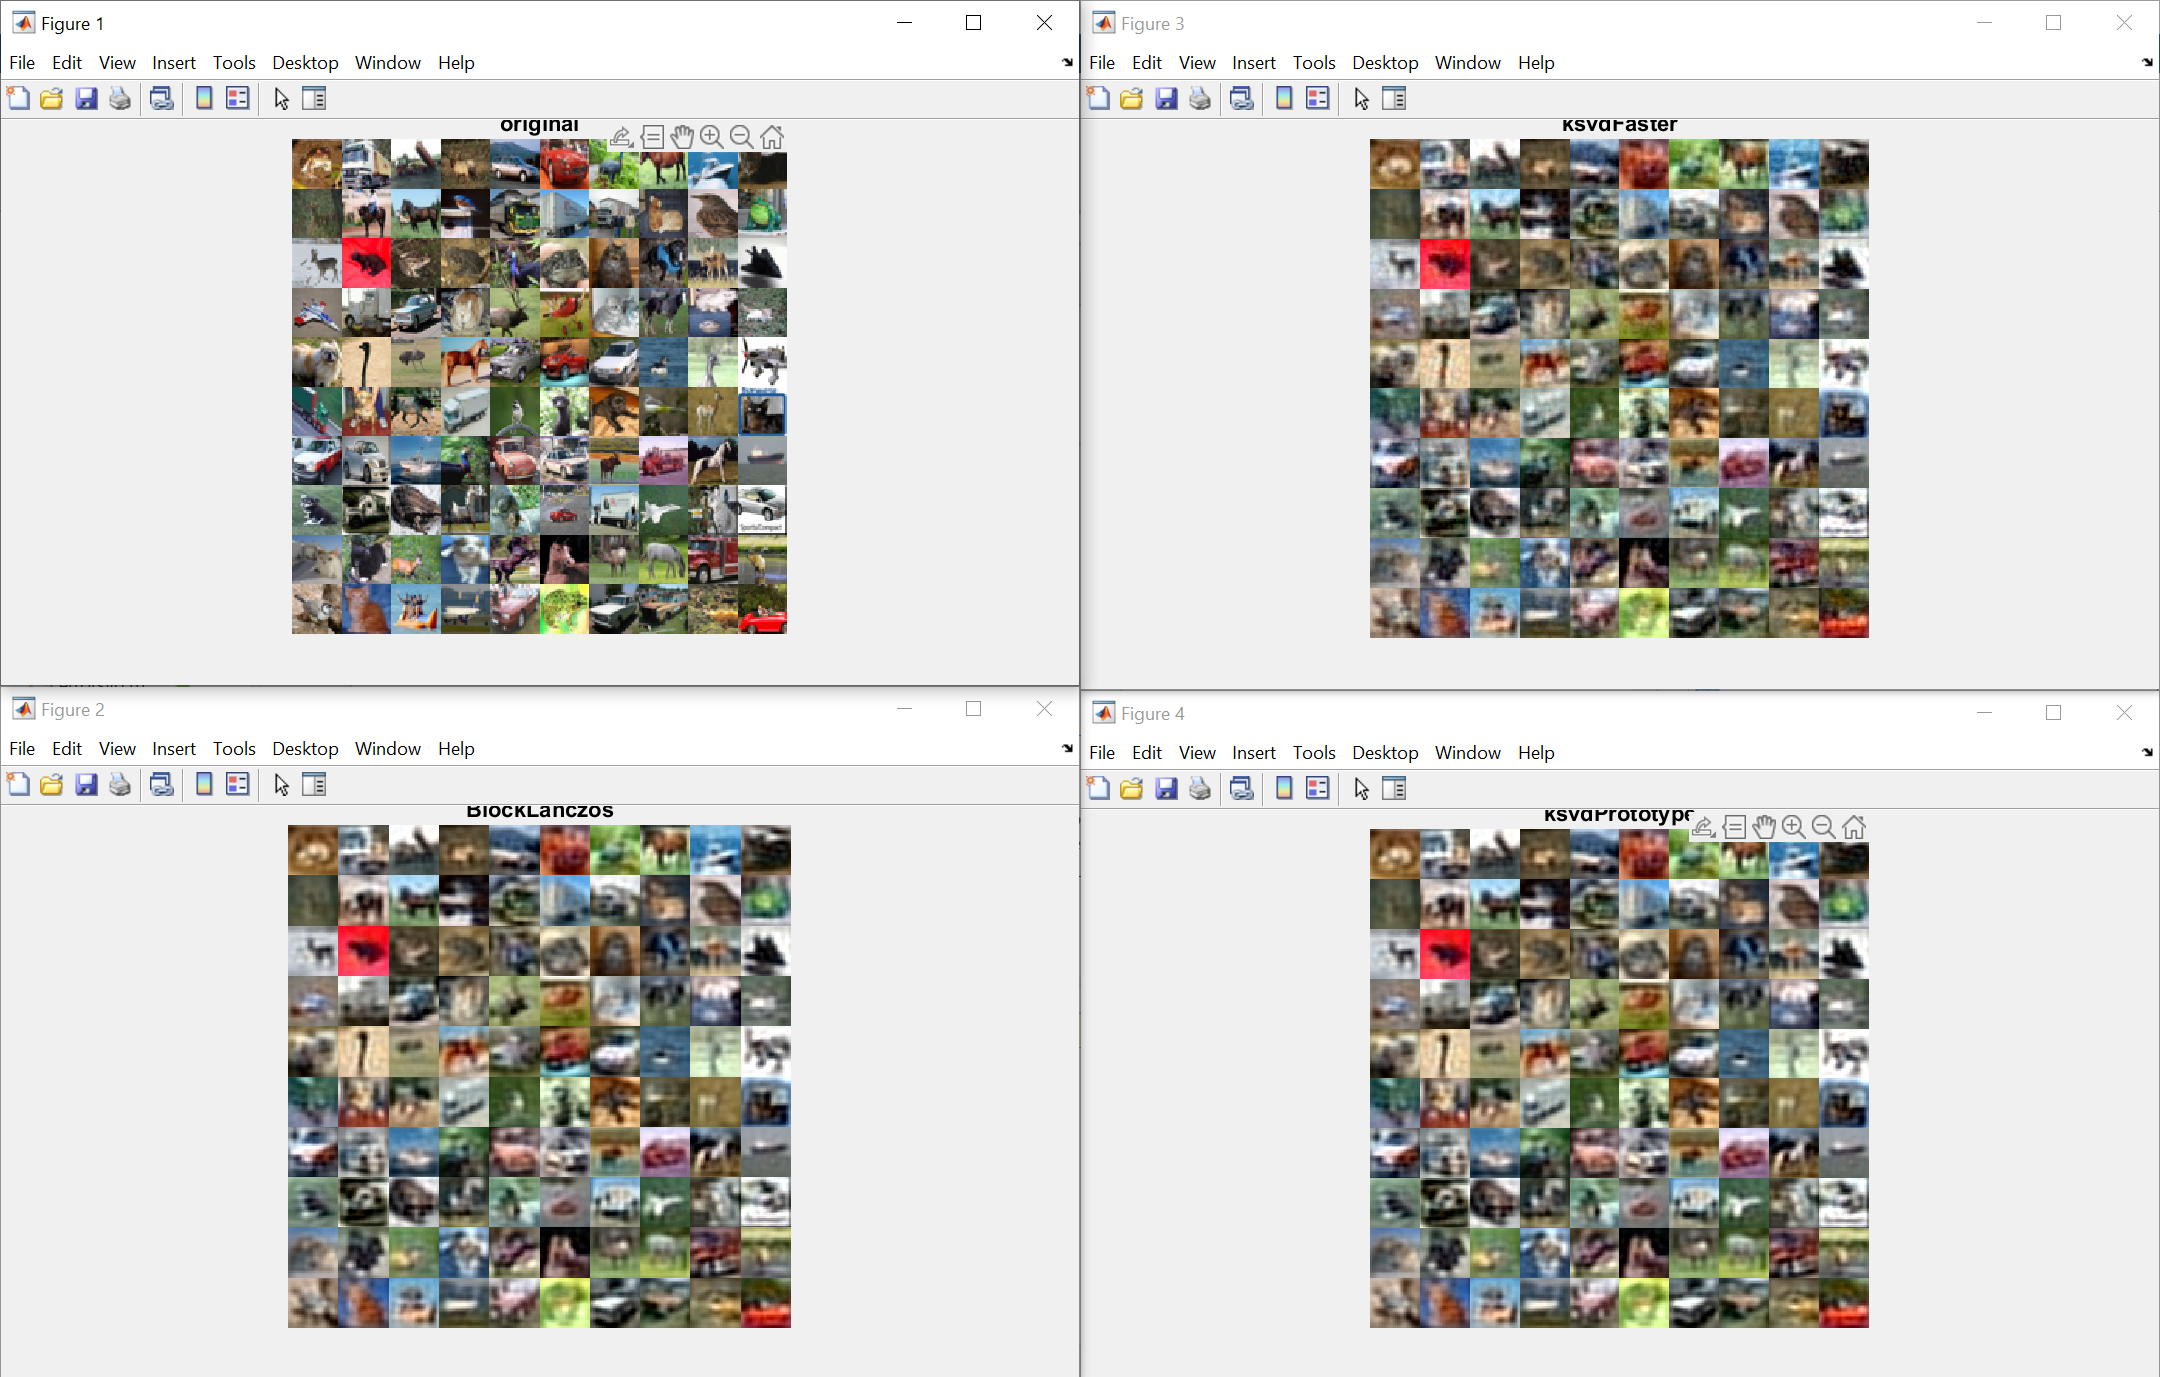 Figure 1
File Edit View Insert Tools Desktop Window Help
original
SportsCompact
Figure 3
File Edit View Insert Tools Desktop Window Help
ksvdFaster
Figure 2
File Edit View Insert Tools Desktop Window Help
BlockLanczos
Figure 4
File Edit View Insert Tools Desktop Window Help
ksvdPrototype